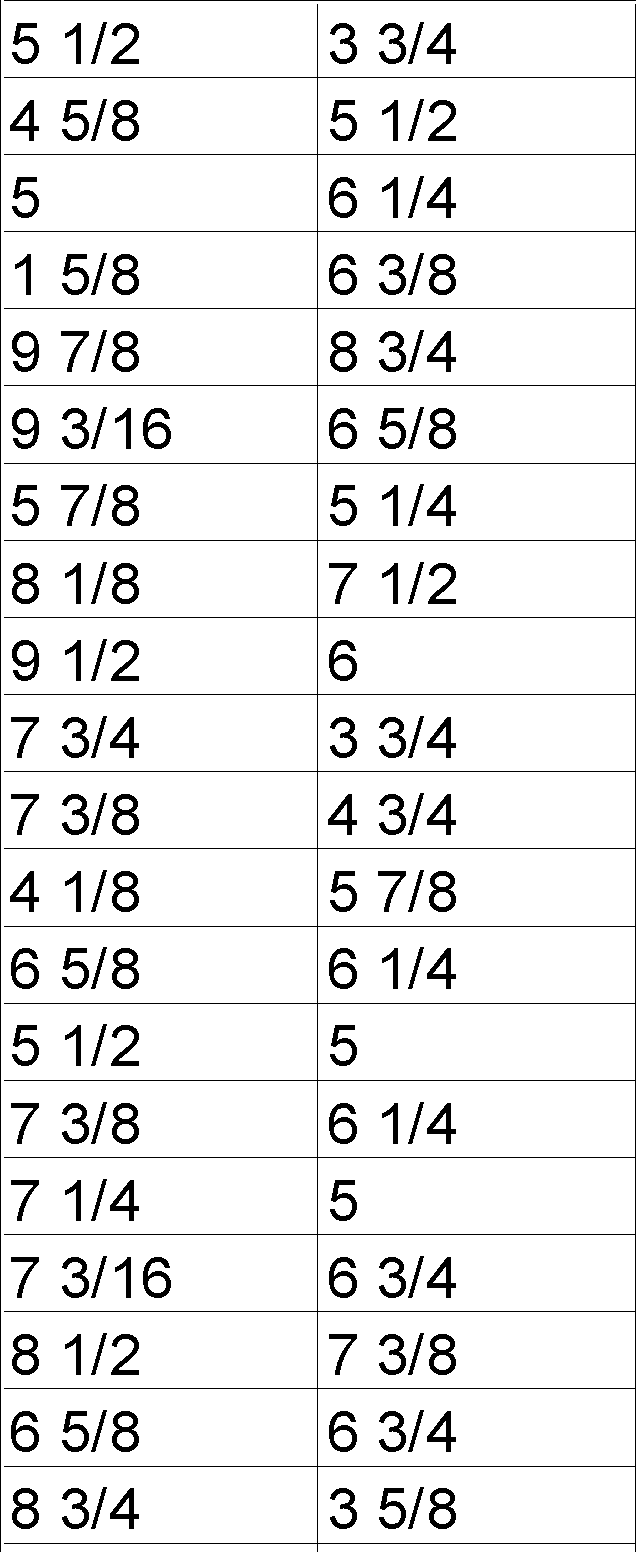 5 1/2 3 3/4
4 5/8 5 1/2
5 6 1/4
1 5/8 6 3/8
9 7/8 8 3/4
9 3/16 6 5/8
5 7/8 5 1/4
8 1/8 7 1/2
9 1/2 6
7 3/4 3 3/4
7 3/8 4 3/4
4 1/8 5 7/8
6 5/8 6 1/4
5 1/2 5
7 3/8 6 1/4
7 1/4 5
7 3/16 6 3/4
8 1/2 7 3/8
6 5/8 6 3/4
8 3/4 3 5/8